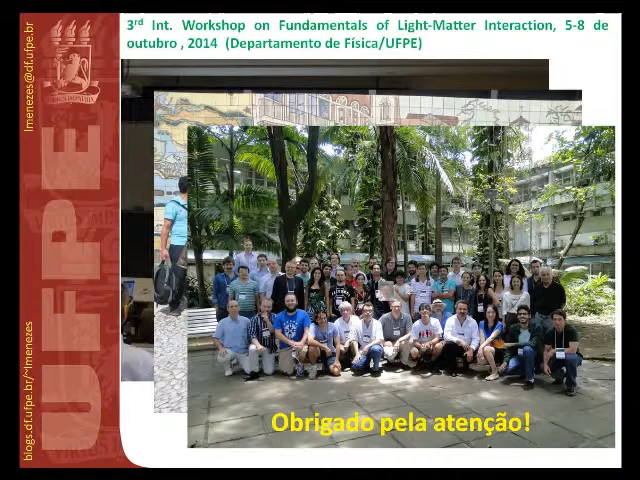 3rd Int. Workshop on Fundamentals of Light-Matter Interaction, 5-8 de
outubro , 2014 (Departamento de Física/UFPE)
lmenezes@df.ufpe.br
UFPE
blogs.df.ufpe.br/~lmenezes
Obrigado pela atenção!